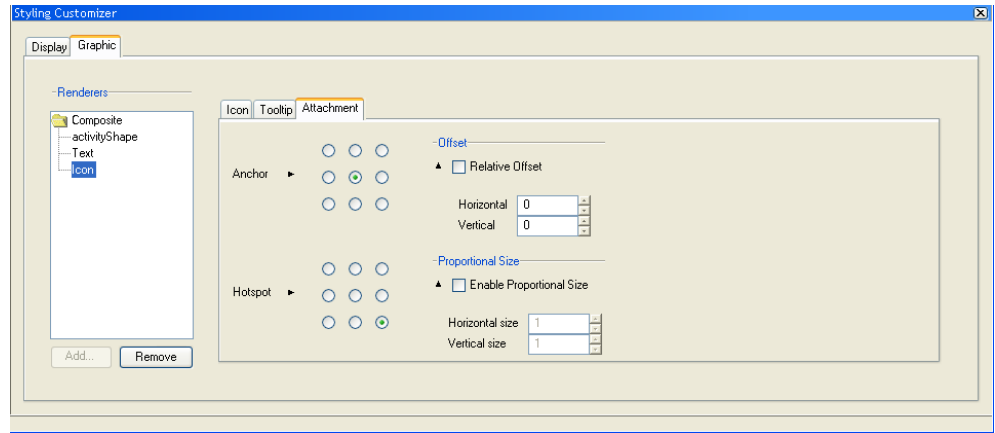 Styling Customizer
Display Graphic
Renderers
Composite
activityShape
Text
Icon
Add...
Remove
Icon Tooltip Attachment
Anchor
Offset
Relative Offset
Horizontal 0
Vertical 0
Hotspot
Proportional Size
Enable Proportional Size
Horizontal size 1
Vertical size 1